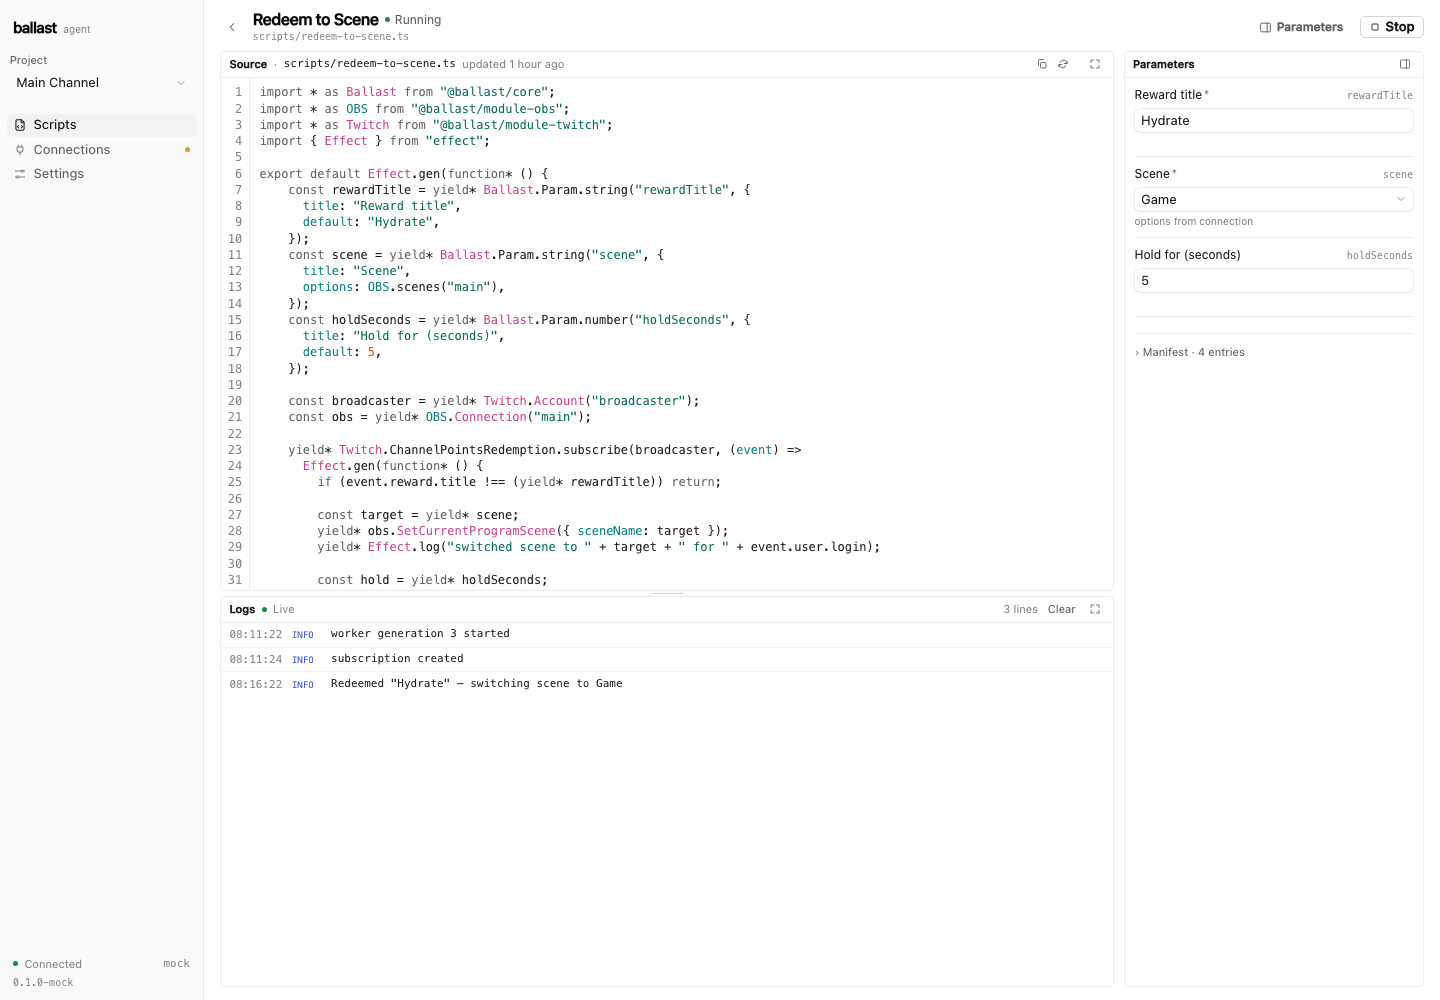 ballast agent
Project
Main Channel
Scripts
Connections
Settings
Connected mock
0.1.0-mock
Redeem to Scene Running
scripts/redeem-to-scene.ts
Parameters Stop
Source · scripts/redeem-to-scene.ts updated 1 hour ago
1 import * as Ballast from "@ballast/core";
2 import * as OBS from "@ballast/module-obs";
3 import * as Twitch from "@ballast/module-twitch";
4 import { Effect } from "effect";
5
6 export default Effect.gen(function* () {
7 const rewardTitle = yield* Ballast.Param.string("rewardTitle", {
8 title: "Reward title",
9 default: "Hydrate",
10 });
11 const scene = yield* Ballast.Param.string("scene", {
12 title: "Scene",
13 options: OBS.scenes("main"),
14 });
15 const holdSeconds = yield* Ballast.Param.number("holdSeconds", {
16 title: "Hold for (seconds)",
17 default: 5,
18 });
19
20 const broadcaster = yield* Twitch.Account("broadcaster");
21 const obs = yield* OBS.Connection("main");
22
23 yield* Twitch.ChannelPointsRedemption.subscribe(broadcaster, (event) =>
24 Effect.gen(function* () {
25 if (event.reward.title !== (yield* rewardTitle)) return;
26
27 const target = yield* scene;
28 yield* obs.SetCurrentProgramScene({ sceneName: target });
29 yield* Effect.log("switched scene to " + target + " for " + event.user.login);
30
31 const hold = yield* holdSeconds;
Logs Live 3 lines Clear
08:11:22 INFO worker generation 3 started
08:11:24 INFO subscription created
08:16:22 INFO Redeemed "Hydrate" — switching scene to Game
Parameters
Reward title* rewardTitle
Hydrate
Scene* scene
Game
options from connection
Hold for (seconds) holdSeconds
5
› Manifest · 4 entries